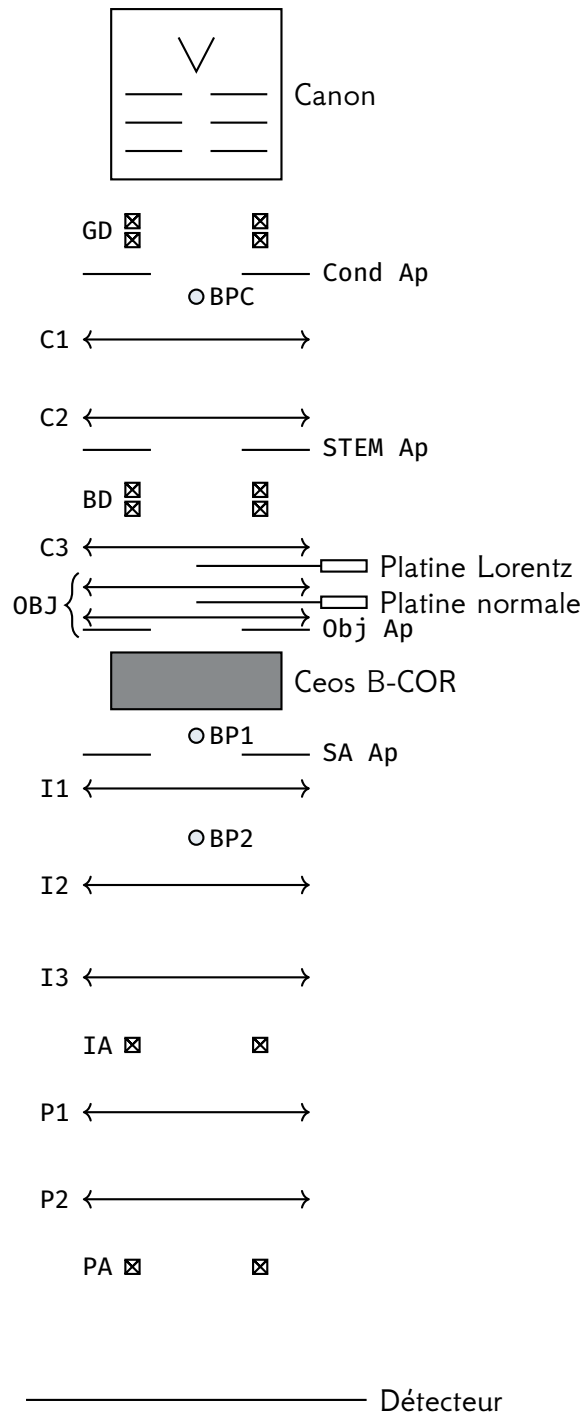 Canon
GD
Cond Ap
BPC
C1
C2
STEM Ap
BD
C3
Platine Lorentz
OBJ
Platine normale
Obj Ap
Ceos B-COR
BP1
SA Ap
I1
BP2
I2
I3
IA
P1
P2
PA
Détecteur